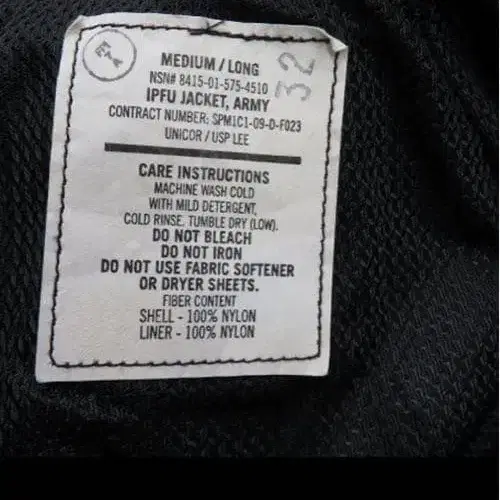 MEDIUM / LONG
NSN# 8415-01-575-4510
IPFU JACKET, ARMY
CONTRACT NUMBER: SPM1C1-09-D-F023
UNICOR / USP LEE
32
CARE INSTRUCTIONS
MACHINE WASH COLD
WITH MILD DETERGENT,
COLD RINSE, TUMBLE DRY (LOW).
DO NOT BLEACH
DO NOT IRON
DO NOT USE FABRIC SOFTENER
OR DRYER SHEETS.
FIBER CONTENT
SHELL - 100% NYLON
LINER - 100% NYLON